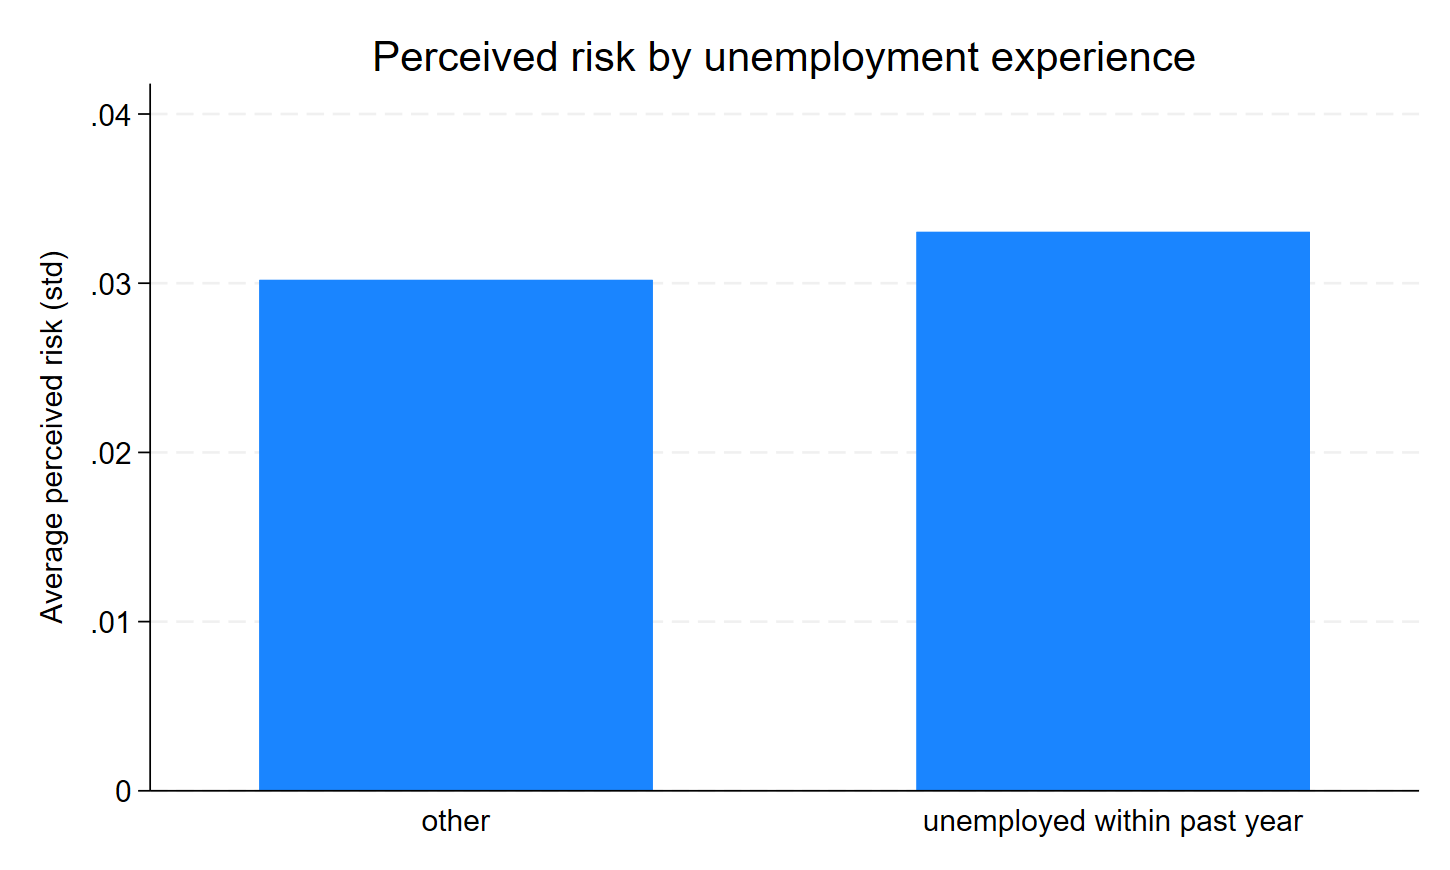 Perceived risk by unemployment experience
Average perceived risk (std)
.04
.03
.02
.01
0
other
unemployed within past year